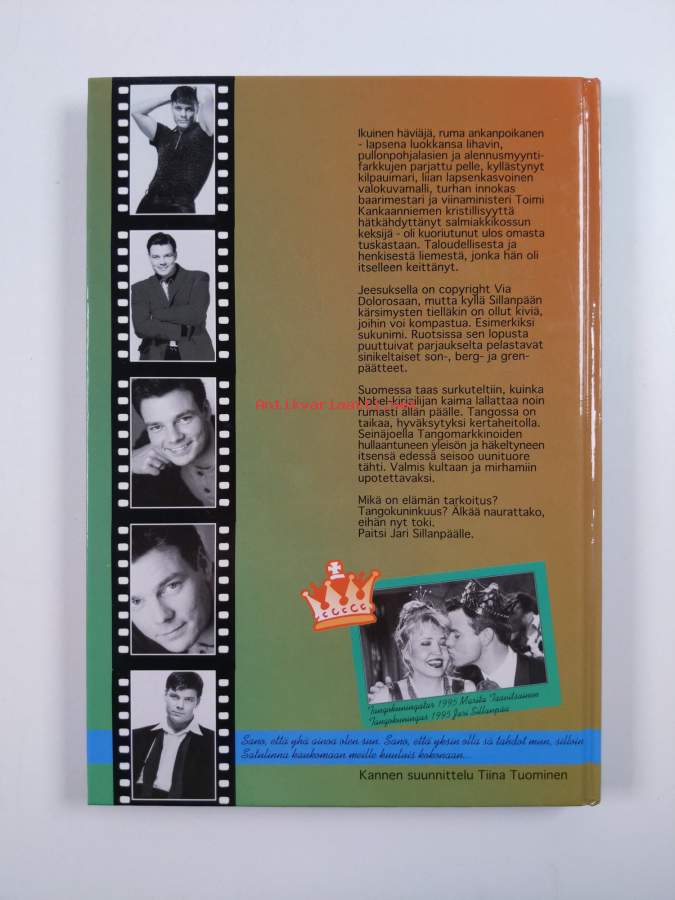 Ikuinen häviäjä, ruma ankanpoikanen
- lapsena luokkansa lihavin,
pullonpohjalasien ja alennusmyynti-
farkkujen parjattu pelle, kyllästynyt
kilpauimari, liian lapsenkasvoinen
valokuvamalli, turhan innokas
baarimestari ja viinaministeri Toimi
Kankaanniemen kristillisyyttä
hätkähdyttänyt salmiakkikossun
keksijä - oli kuoriutunut ulos omasta
tuskastaan. Taloudellisesta ja
henkisestä liemestä, jonka hän oli
itselleen keittänyt.
Jeesuksella on copyright Via
Dolorosaan, mutta kyllä Sillanpään
kärsimysten tielläkin on ollut kiviä,
joihin voi kompastua. Esimerkiksi
sukunimi. Ruotsissa sen lopusta
puuttuivat parjaukselta pelastavat
sinikeltaiset son-, berg- ja gren-
päätteet.
Suomessa taas surkuteltiin, kuinka
Nobel-kirjailijan kaima lallattaa noin
rumasti allan päälle. Tangossa on
taikaa, hyväksytyksi kertaheitolla.
Seinäjoella Tangomarkkinoiden
hullaantuneen yleisön ja häkeltyneen
itsensä edessä seisoo uunituore
tähti. Valmis kultaan ja mirhamiin
upotettavaksi.
Mikä on elämän tarkoitus?
Tangokuninkuus? Älkää naurattako,
eihän nyt toki.
Paitsi Jari Sillanpäälle.
Tangokuningatar 1995 Marita Taavitsainen
Tangokuningas 1995 Jari Sillanpää
Sano, että yhä ainoa olen sun. Sano, että yksin olla sä tahdot mun, silloin
Satulinna kaukomaan meille kuuluis kokonaan...
Kannen suunnittelu Tiina Tuominen